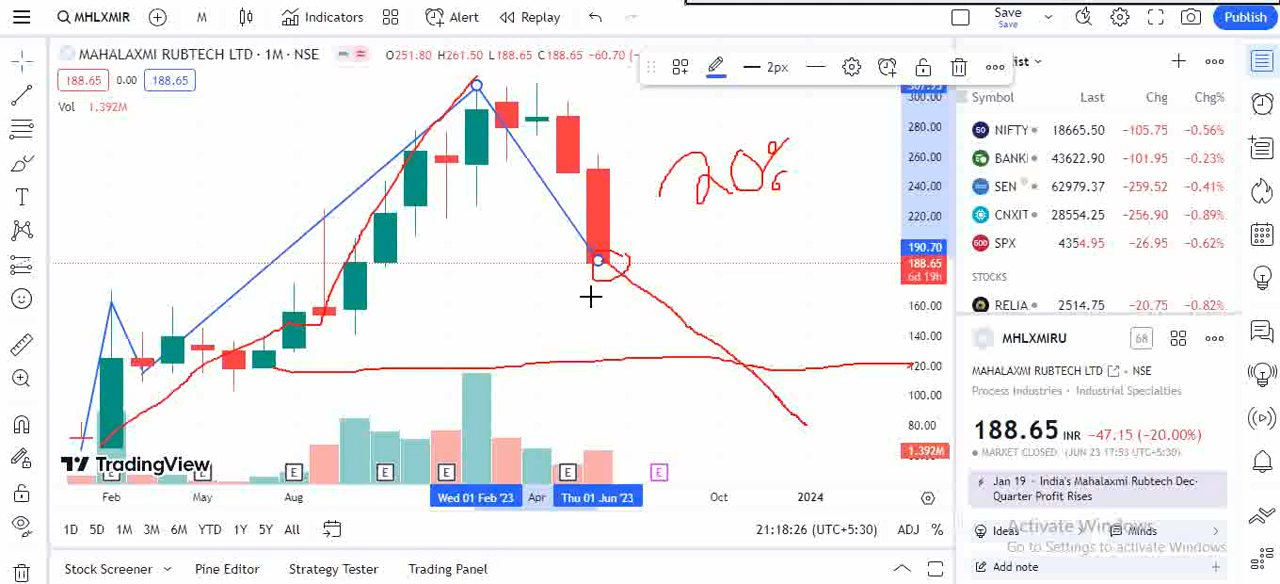 MHLXMIR
M
Indicators
Alert
Replay
Save
Save
Publish
MAHALAXMI RUBTECH LTD · 1M · NSE
O251.80 H261.50 L188.65 C188.65 -60.70
188.65 0.00 188.65
Vol 1.392M
2px
20%
300.00
280.00
260.00
240.00
220.00
190.70
188.65
6d 19h
160.00
140.00
120.00
100.00
80.00
1.392M
TradingView
E E E E E E E
Feb May Aug Wed 01 Feb '23 Apr Thu 01 Jun '23 Oct 2024
1D 5D 1M 3M 6M YTD 1Y 5Y All
21:18:26 (UTC+5:30) ADJ %
Stock Screener Pine Editor Strategy Tester Trading Panel
Symbol Last Chg Chg%
50 NIFTY 18665.50 -105.75 -0.56%
BANKI 43622.90 -101.95 -0.23%
SEN 62979.37 -259.52 -0.41%
CNXIT 28554.25 -256.90 -0.89%
500 SPX 4354.95 -26.95 -0.62%
STOCKS
RELIA 2514.75 -20.75 -0.82%
MHLXMIRU 68
MAHALAXMI RUBTECH LTD · NSE
Process Industries · Industrial Specialties
188.65 INR -47.15 (-20.00%)
MARKET CLOSED (JUN 23 17:53 UTC+5:30)
Jan 19 · India's Mahalaxmi Rubtech Dec-
Quarter Profit Rises
Ideas Minds
Activate Windows
Go to Settings to activate Windows
Add note